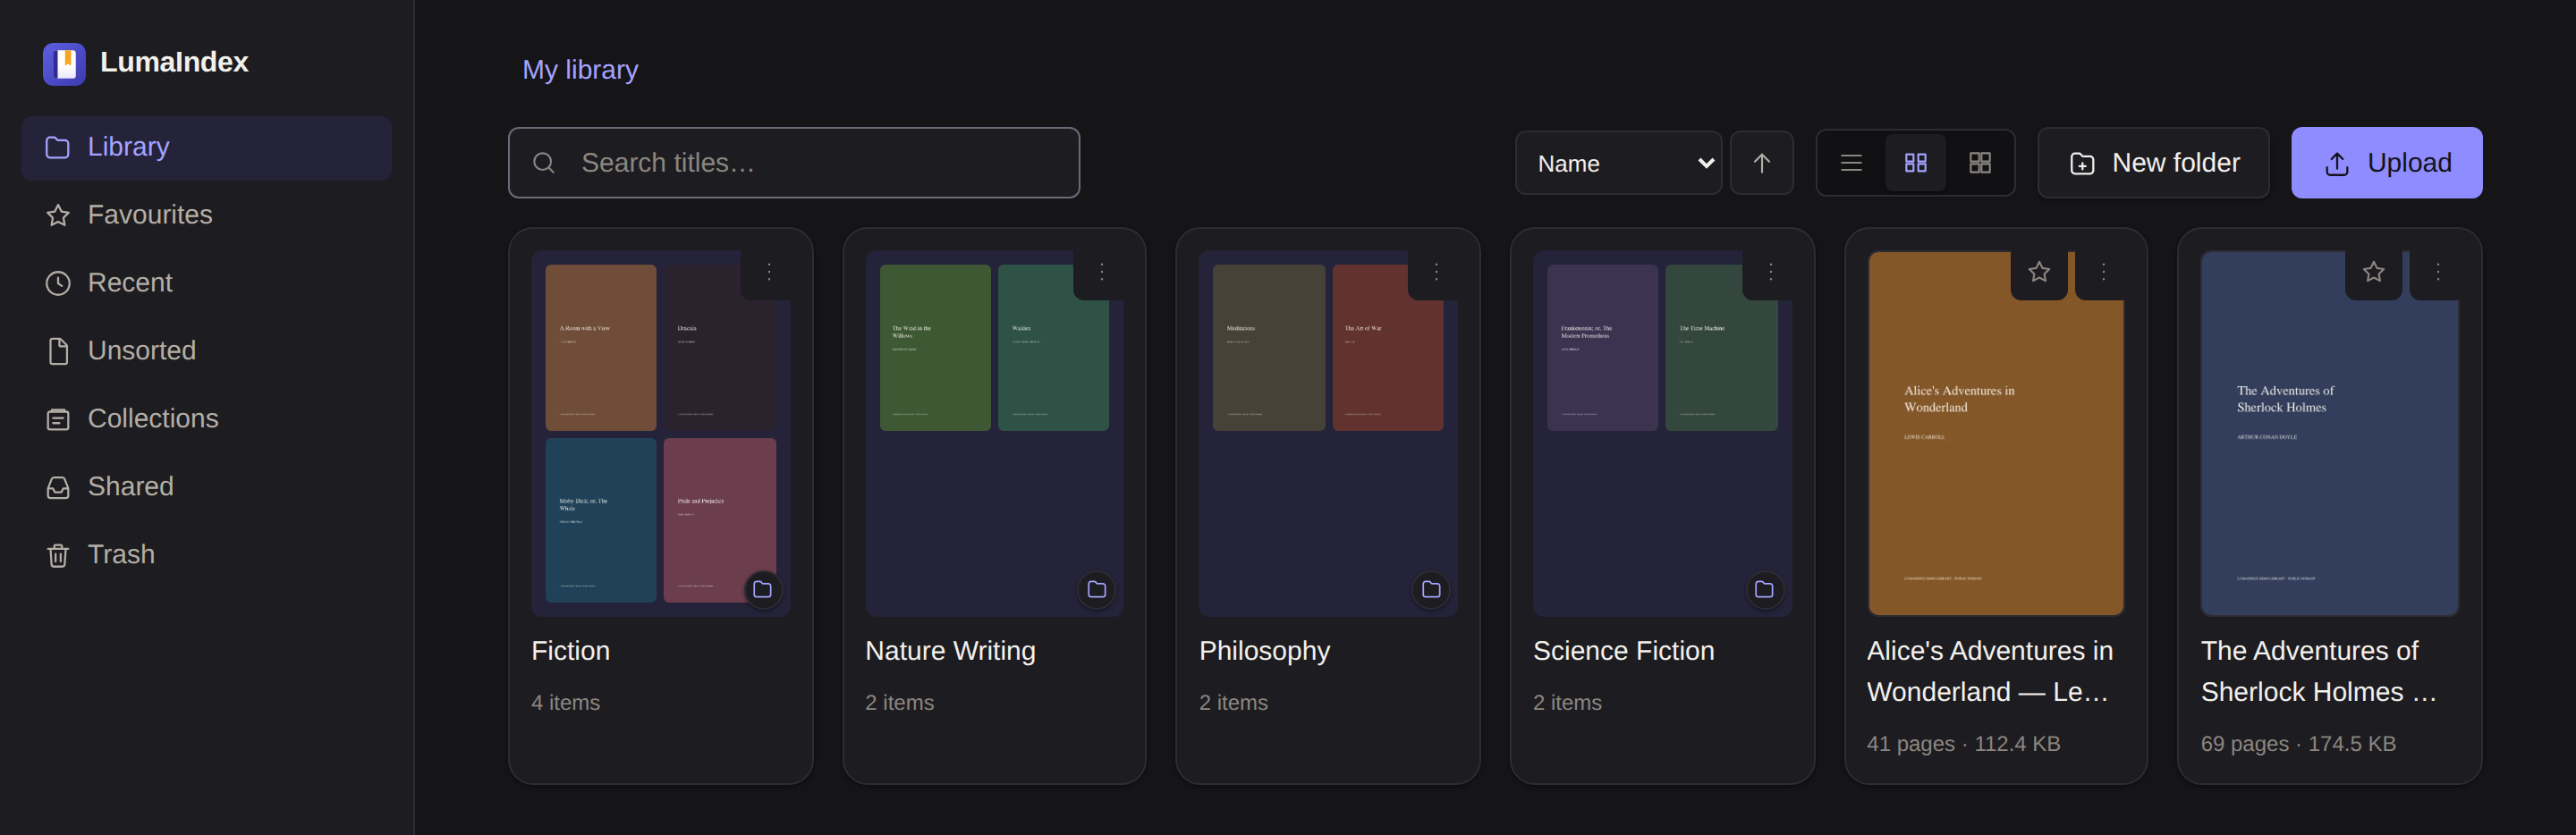 LumaIndex
Library
Favourites
Recent
Unsorted
Collections
Shared
Trash
My library
Search titles…
Name
New folder
Upload
A Room with a View
Dracula
Moby Dick; or, The
Whale
Pride and Prejudice
Fiction
4 items
The Wind in the
Willows
Walden
Nature Writing
2 items
Meditations
The Art of War
Philosophy
2 items
Frankenstein; or, The
Modern Prometheus
The Time Machine
Science Fiction
2 items
Alice's Adventures in
Wonderland
LEWIS CARROLL
Alice's Adventures in
Wonderland — Le…
41 pages · 112.4 KB
The Adventures of
Sherlock Holmes
ARTHUR CONAN DOYLE
The Adventures of
Sherlock Holmes …
69 pages · 174.5 KB